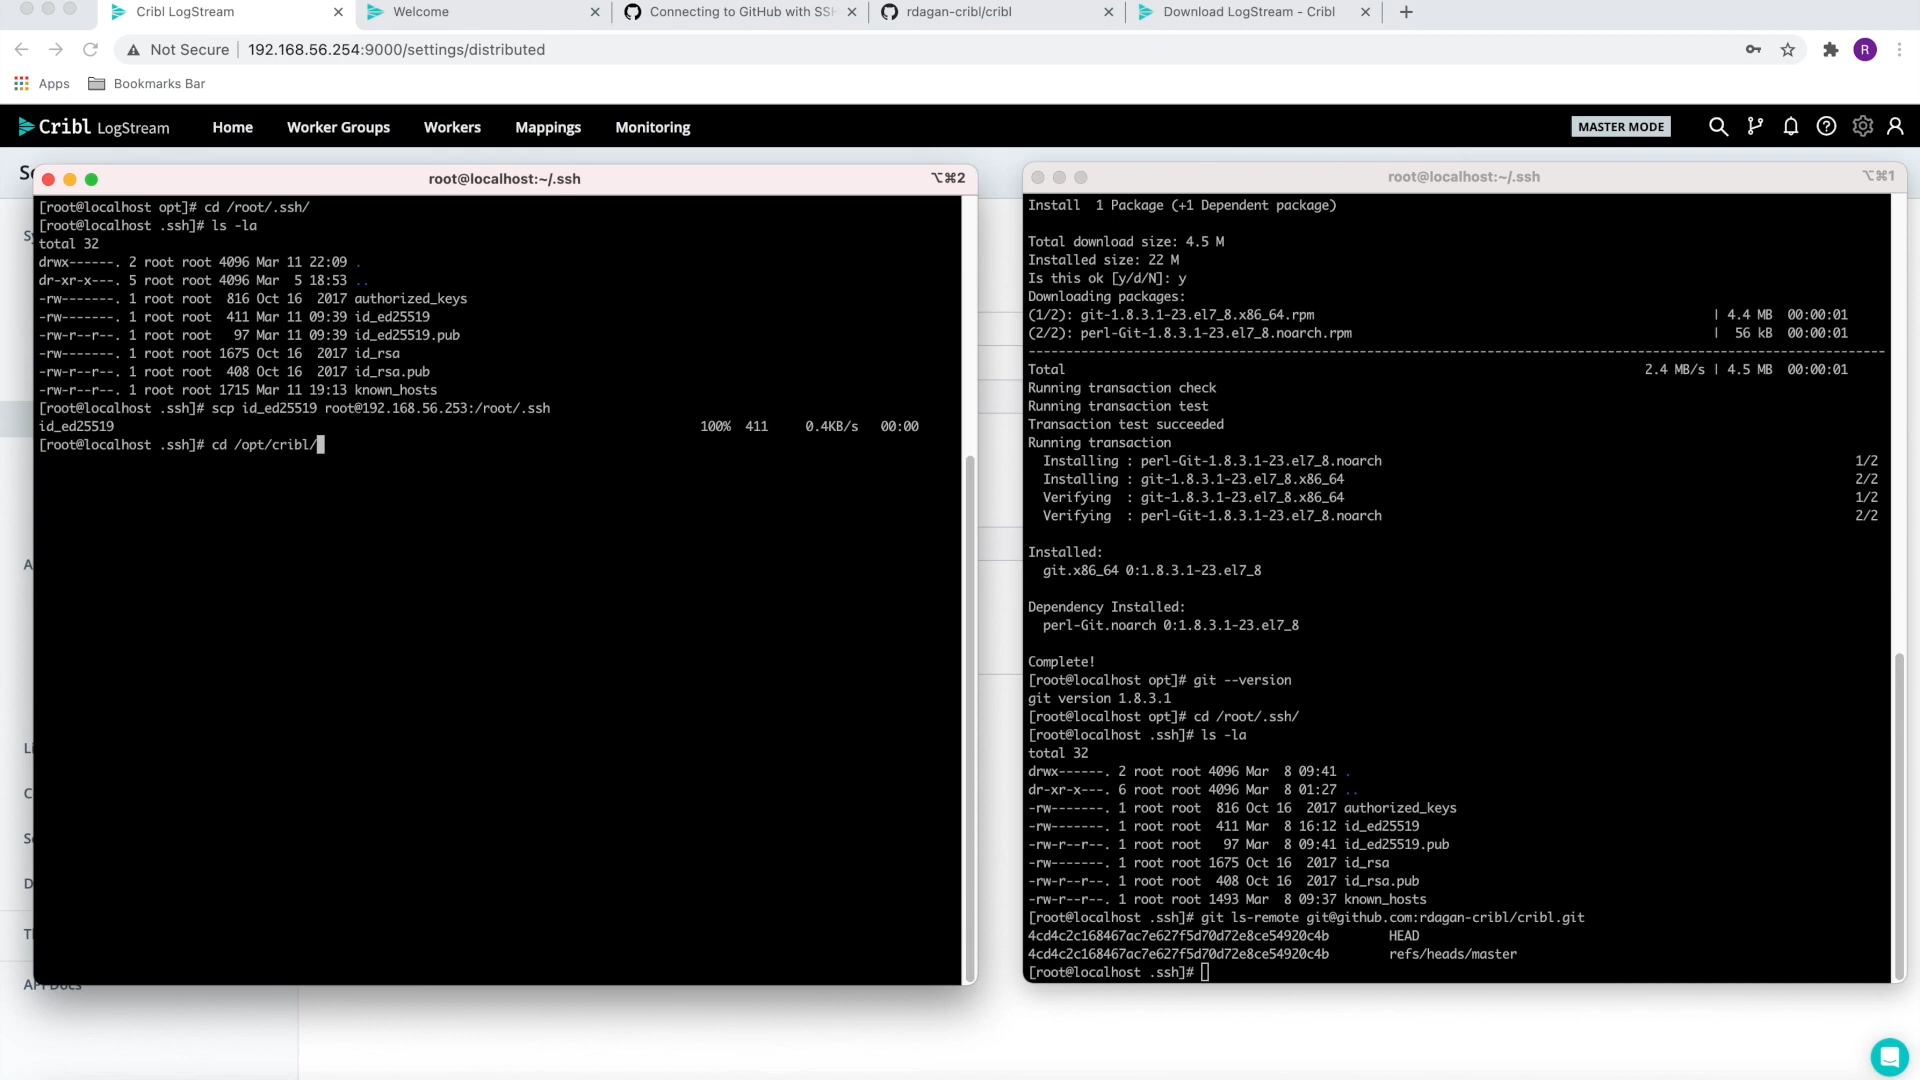 Cribl LogStream
Welcome
Connecting to GitHub with SSH
rdagan-cribl/cribl
Download LogStream - Cribl
Not Secure
192.168.56.254:9000/settings/distributed
R
Apps
Bookmarks Bar
Cribl LogStream
Home
Worker Groups
Workers
Mappings
Monitoring
MASTER MODE
root@localhost:~/.ssh
⌥⌘2
[root@localhost opt]# cd /root/.ssh/
[root@localhost .ssh]# ls -la
total 32
drwx------. 2 root root 4096 Mar 11 22:09 .
dr-xr-x---. 5 root root 4096 Mar  5 18:53 ..
-rw-------. 1 root root  816 Oct 16  2017 authorized_keys
-rw-------. 1 root root  411 Mar 11 09:39 id_ed25519
-rw-r--r--. 1 root root   97 Mar 11 09:39 id_ed25519.pub
-rw-------. 1 root root 1675 Oct 16  2017 id_rsa
-rw-r--r--. 1 root root  408 Oct 16  2017 id_rsa.pub
-rw-r--r--. 1 root root 1715 Mar 11 19:13 known_hosts
[root@localhost .ssh]# scp id_ed25519 root@192.168.56.253:/root/.ssh
id_ed25519 100% 411 0.4KB/s 00:00
[root@localhost .ssh]# cd /opt/cribl/
root@localhost:~/.ssh
⌥⌘1
Install  1 Package (+1 Dependent package)
Total download size: 4.5 M
Installed size: 22 M
Is this ok [y/d/N]: y
Downloading packages:
(1/2): git-1.8.3.1-23.el7_8.x86_64.rpm | 4.4 MB 00:00:01
(2/2): perl-Git-1.8.3.1-23.el7_8.noarch.rpm | 56 kB 00:00:01
Total 2.4 MB/s | 4.5 MB 00:00:01
Running transaction check
Running transaction test
Transaction test succeeded
Running transaction
Installing : perl-Git-1.8.3.1-23.el7_8.noarch 1/2
Installing : git-1.8.3.1-23.el7_8.x86_64 2/2
Verifying  : git-1.8.3.1-23.el7_8.x86_64 1/2
Verifying  : perl-Git-1.8.3.1-23.el7_8.noarch 2/2
Installed:
git.x86_64 0:1.8.3.1-23.el7_8
Dependency Installed:
perl-Git.noarch 0:1.8.3.1-23.el7_8
Complete!
[root@localhost opt]# git --version
git version 1.8.3.1
[root@localhost opt]# cd /root/.ssh/
[root@localhost .ssh]# ls -la
total 32
drwx------. 2 root root 4096 Mar  8 09:41 .
dr-xr-x---. 6 root root 4096 Mar  8 01:27 ..
-rw-------. 1 root root  816 Oct 16  2017 authorized_keys
-rw-------. 1 root root  411 Mar  8 16:12 id_ed25519
-rw-r--r--. 1 root root   97 Mar  8 09:41 id_ed25519.pub
-rw-------. 1 root root 1675 Oct 16  2017 id_rsa
-rw-r--r--. 1 root root  408 Oct 16  2017 id_rsa.pub
-rw-r--r--. 1 root root 1493 Mar  8 09:37 known_hosts
[root@localhost .ssh]# git ls-remote git@github.com:rdagan-cribl/cribl.git
4cd4c2c168467ac7e627f5d70d72e8ce54920c4b HEAD
4cd4c2c168467ac7e627f5d70d72e8ce54920c4b refs/heads/master
[root@localhost .ssh]#
API Docs